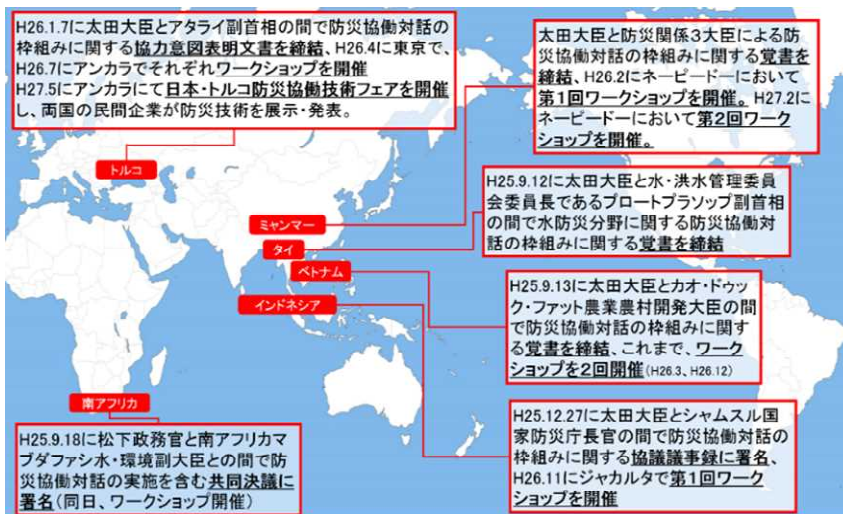 H26.1.7に太田大臣とアタライ副首相の間で防災協働対話の
枠組みに関する協力意図表明文書を締結、H26.4に東京で、
H26.7にアンカラでそれぞれワークショップを開催
H27.5にアンカラにて日本・トルコ防災協働技術フェアを開催
し、両国の民間企業が防災技術を展示・発表。
太田大臣と防災関係3大臣による防
災協働対話の枠組みに関する覚書を
締結、H26.2にネーピードーにおいて
第1回ワークショップを開催。H27.2に
ネーピードーにおいて第2回ワーク
ショップを開催。
トルコ
H25.9.12に太田大臣と水・洪水管理委員
会委員長であるプロートプラソップ副首相
の間で水防災分野に関する防災協働対
話の枠組みに関する覚書を締結
ミャンマー
タイ
ベトナム
インドネシア
H25.9.13に太田大臣とカオ・ドゥッ
ク・ファット農業農村開発大臣の間
で防災協働対話の枠組みに関す
る覚書を締結、これまで、ワーク
ショップを2回開催(H26.3、H26.12)
南アフリカ
H25.9.18に松下政務官と南アフリカマ
ブダファシ水・環境副大臣との間で防
災協働対話の実施を含む共同決議に
署名(同日、ワークショップ開催)
H25.12.27に太田大臣とシャムスル国
家防災庁長官の間で防災協働対話の
枠組みに関する協議議事録に署名、
H26.11にジャカルタで第1回ワーク
ショップを開催